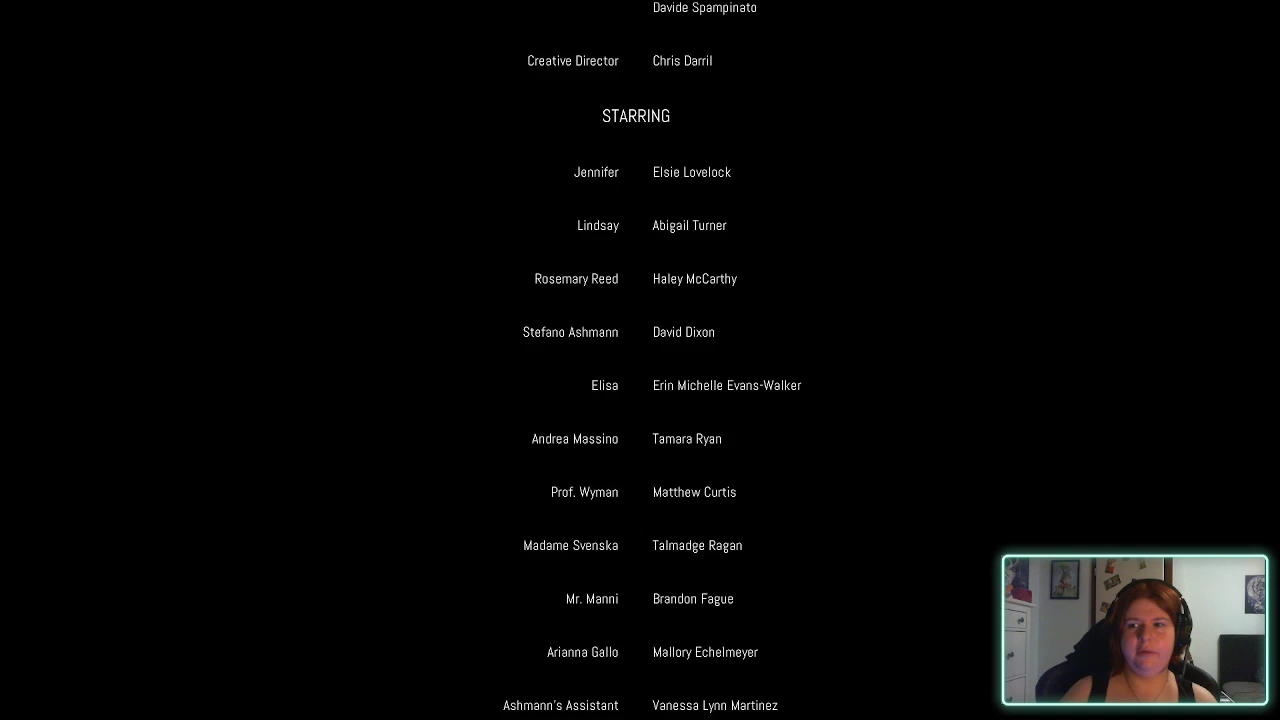 Davide Spampinato
Creative Director Chris Darril
STARRING
Jennifer Elsie Lovelock
Lindsay Abigail Turner
Rosemary Reed Haley McCarthy
Stefano Ashmann David Dixon
Elisa Erin Michelle Evans-Walker
Andrea Massino Tamara Ryan
Prof. Wyman Matthew Curtis
Madame Svenska Talmadge Ragan
Mr. Manni Brandon Fague
Arianna Gallo Mallory Echelmeyer
Ashmann's Assistant Vanessa Lynn Martinez